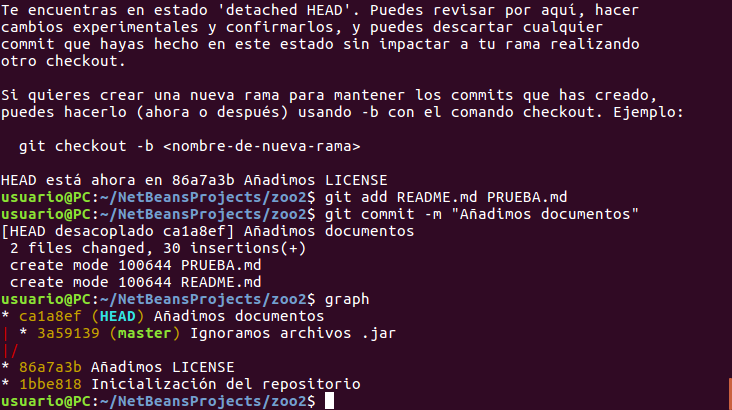 Te encuentras en estado 'detached HEAD'. Puedes revisar por aquí, hacer
cambios experimentales y confirmarlos, y puedes descartar cualquier
commit que hayas hecho en este estado sin impactar a tu rama realizando
otro checkout.

Si quieres crear una nueva rama para mantener los commits que has creado,
puedes hacerlo (ahora o después) usando -b con el comando checkout. Ejemplo:

  git checkout -b <nombre-de-nueva-rama>

HEAD está ahora en 86a7a3b Añadimos LICENSE
usuario@PC:~/NetBeansProjects/zoo2$ git add README.md PRUEBA.md
usuario@PC:~/NetBeansProjects/zoo2$ git commit -m "Añadimos documentos"
[HEAD desacoplado ca1a8ef] Añadimos documentos
 2 files changed, 30 insertions(+)
 create mode 100644 PRUEBA.md
 create mode 100644 README.md
usuario@PC:~/NetBeansProjects/zoo2$ graph
* ca1a8ef (HEAD) Añadimos documentos
| * 3a59139 (master) Ignoramos archivos .jar
|/
* 86a7a3b Añadimos LICENSE
* 1bbe818 Inicialización del repositorio
usuario@PC:~/NetBeansProjects/zoo2$